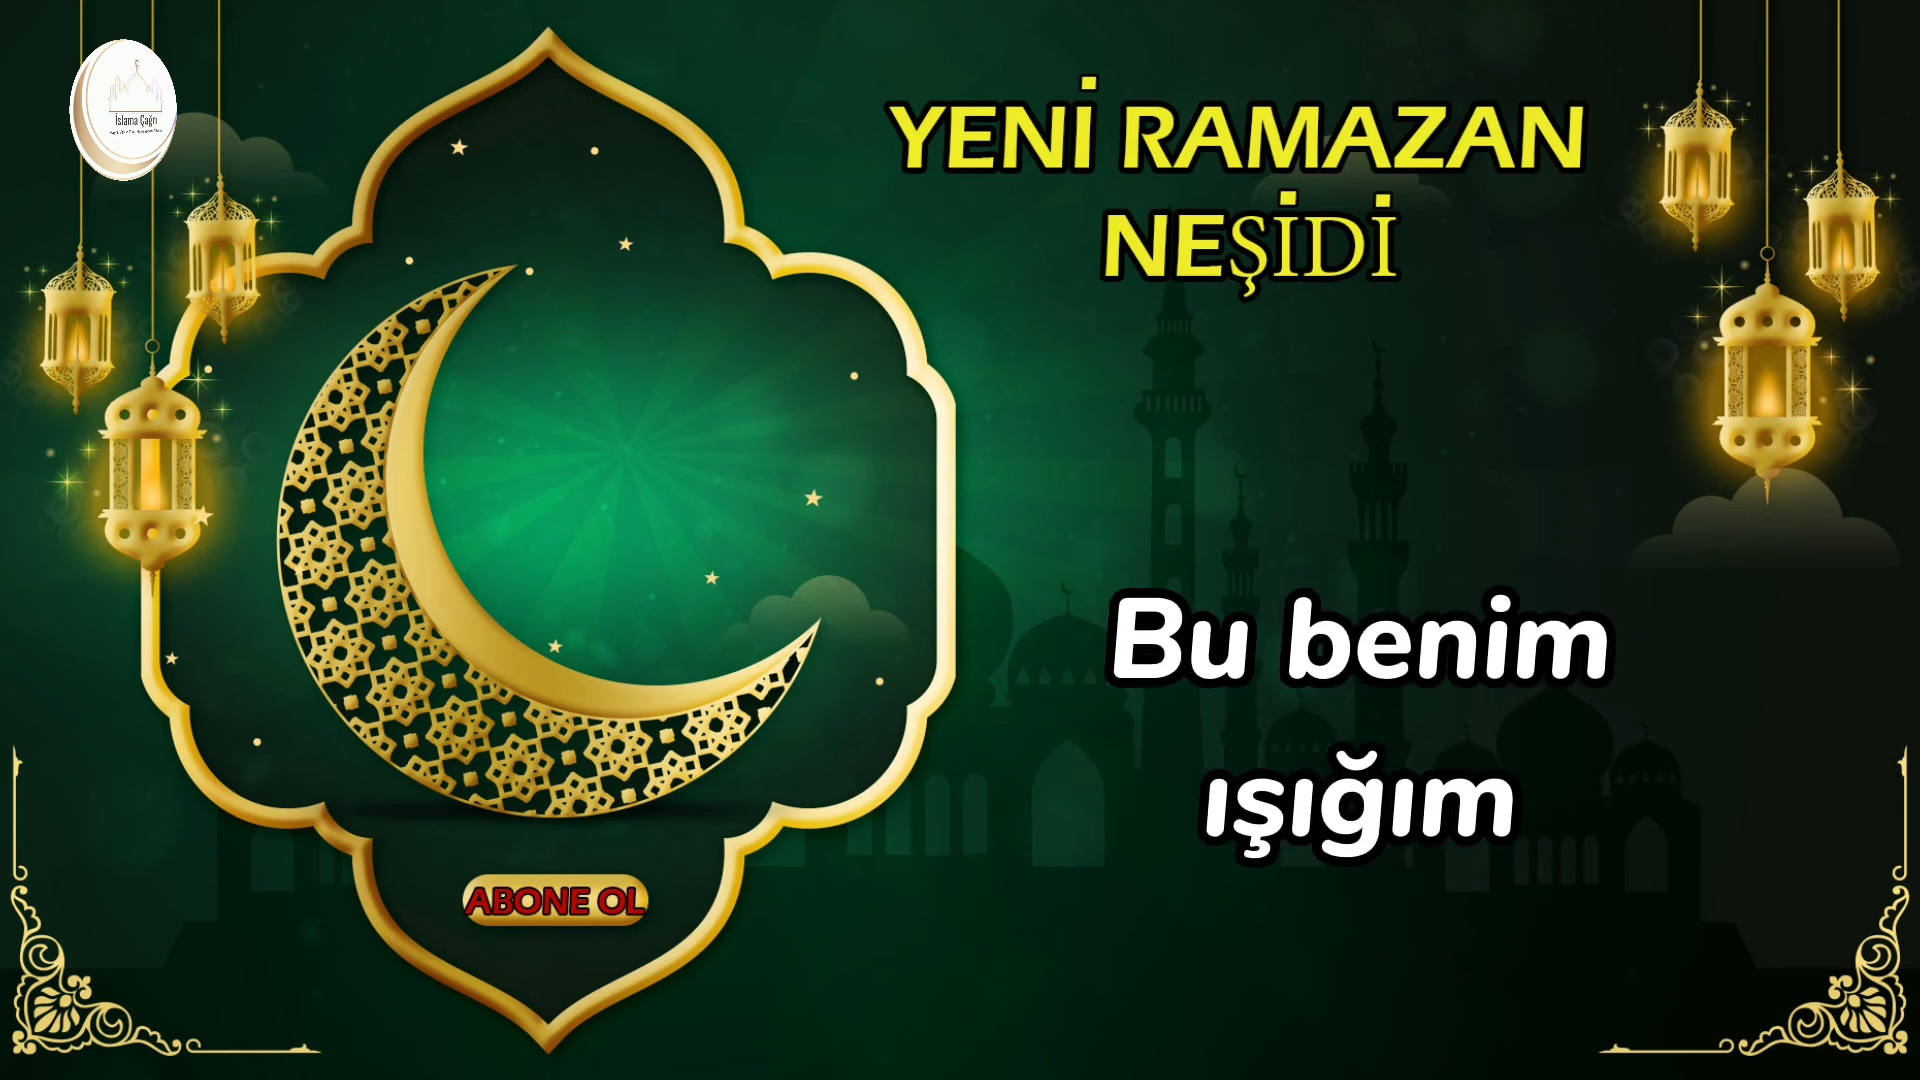 İslama Çağrı
YENİ RAMAZAN
NEŞİDİ
Bu benim
ışığım
ABONE OL